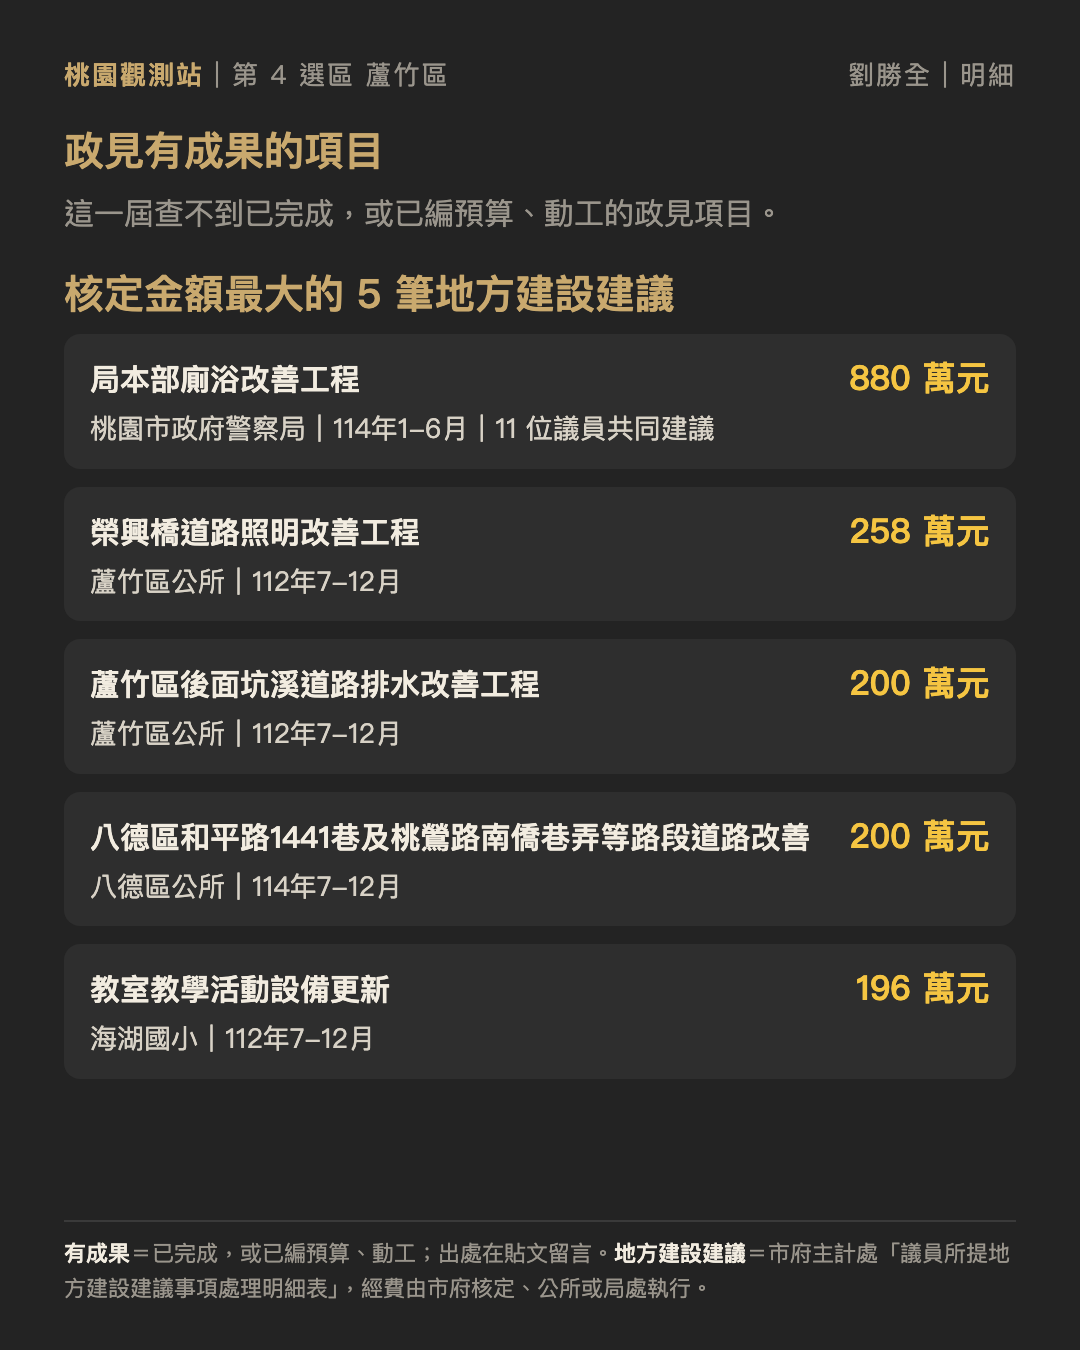 桃園觀測站｜第 4 選區 蘆竹區
劉勝全｜明細
政見有成果的項目
這一屆查不到已完成，或已編預算、動工的政見項目。
核定金額最大的 5 筆地方建設建議
局本部廁浴改善工程
880 萬元
桃園市政府警察局｜114年1–6月｜11 位議員共同建議
榮興橋道路照明改善工程
258 萬元
蘆竹區公所｜112年7–12月
蘆竹區後面坑溪道路排水改善工程
200 萬元
蘆竹區公所｜112年7–12月
八德區和平路1441巷及桃鶯路南僑巷弄等路段道路改善
200 萬元
八德區公所｜114年7–12月
教室教學活動設備更新
196 萬元
海湖國小｜112年7–12月
有成果＝已完成，或已編預算、動工；出處在貼文留言。地方建設建議＝市府主計處「議員所提地
方建設建議事項處理明細表」，經費由市府核定、公所或局處執行。